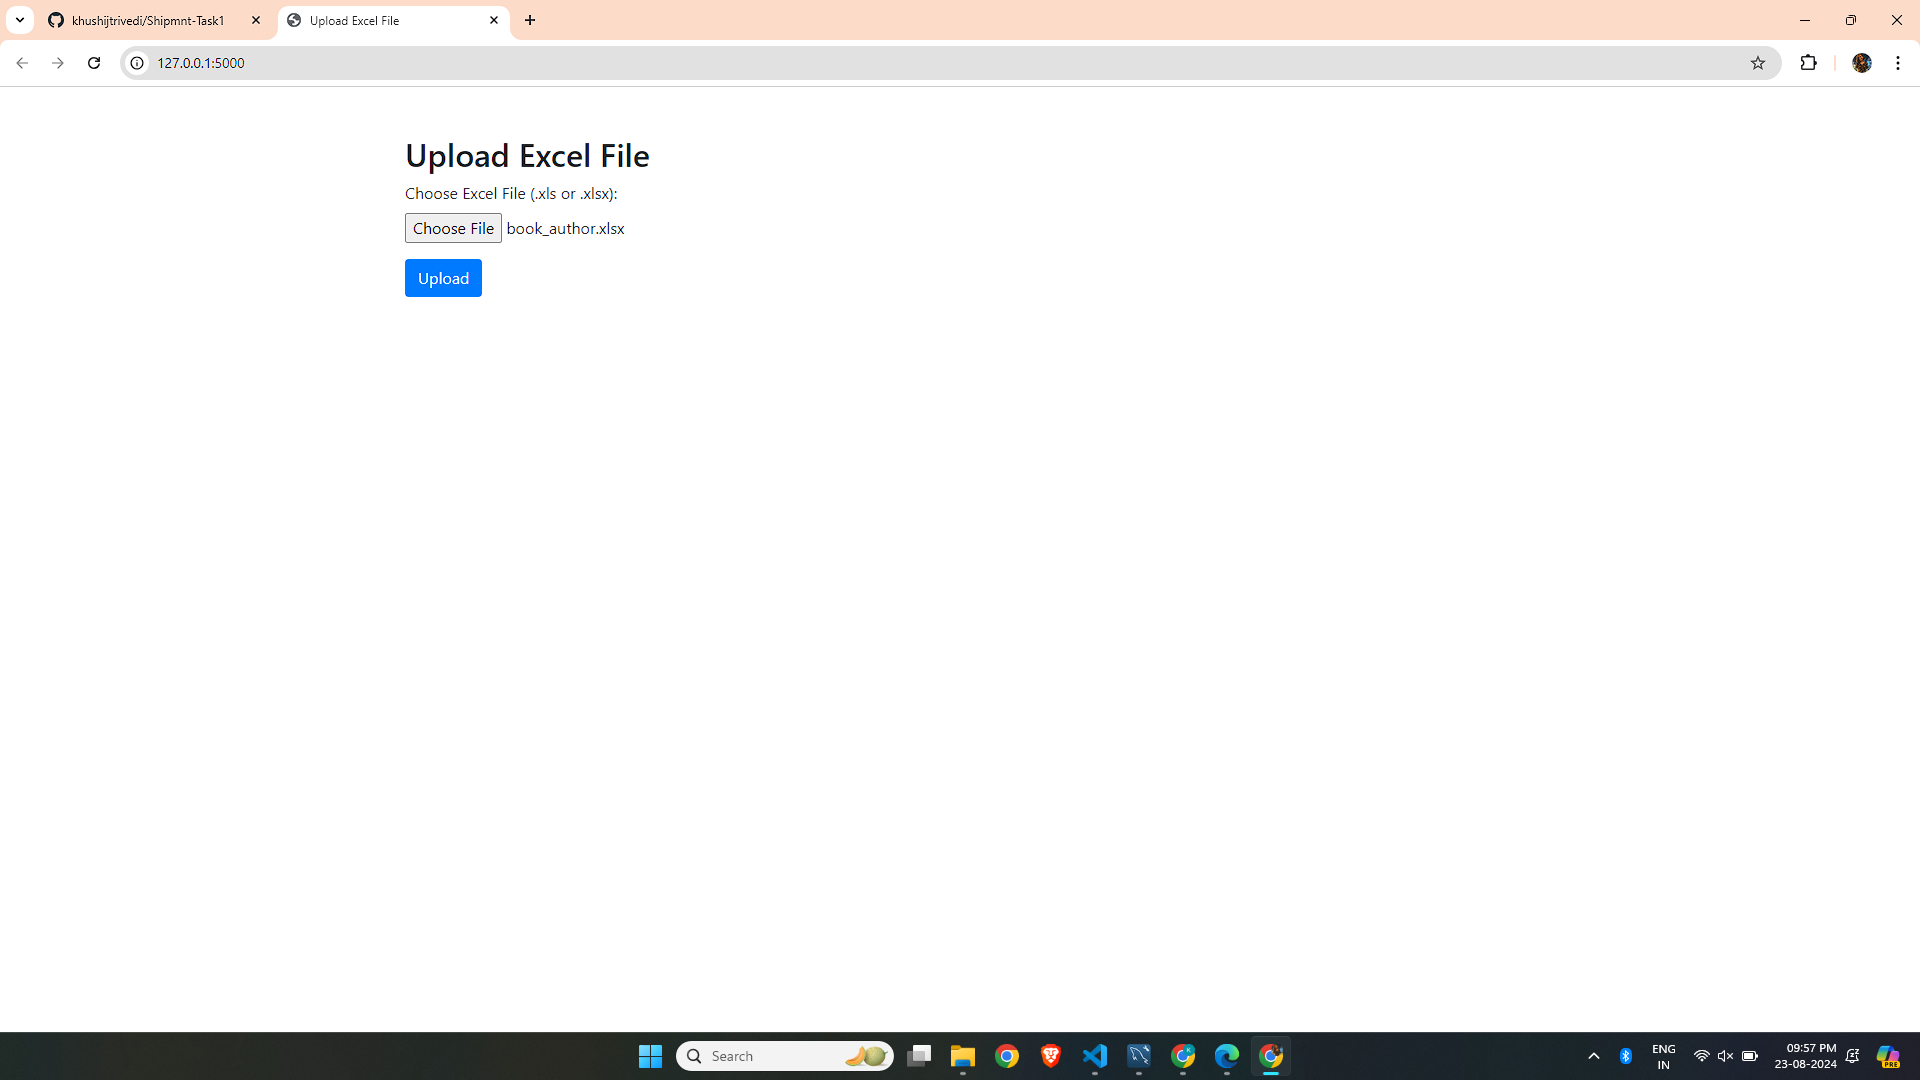 khushijtrivedi/Shipmnt-Task1
Upload Excel File
127.0.0.1:5000
Upload Excel File
Choose Excel File (.xls or .xlsx):
Choose File book_author.xlsx
Upload
Search
ENG
IN
09:57 PM
23-08-2024
PRE